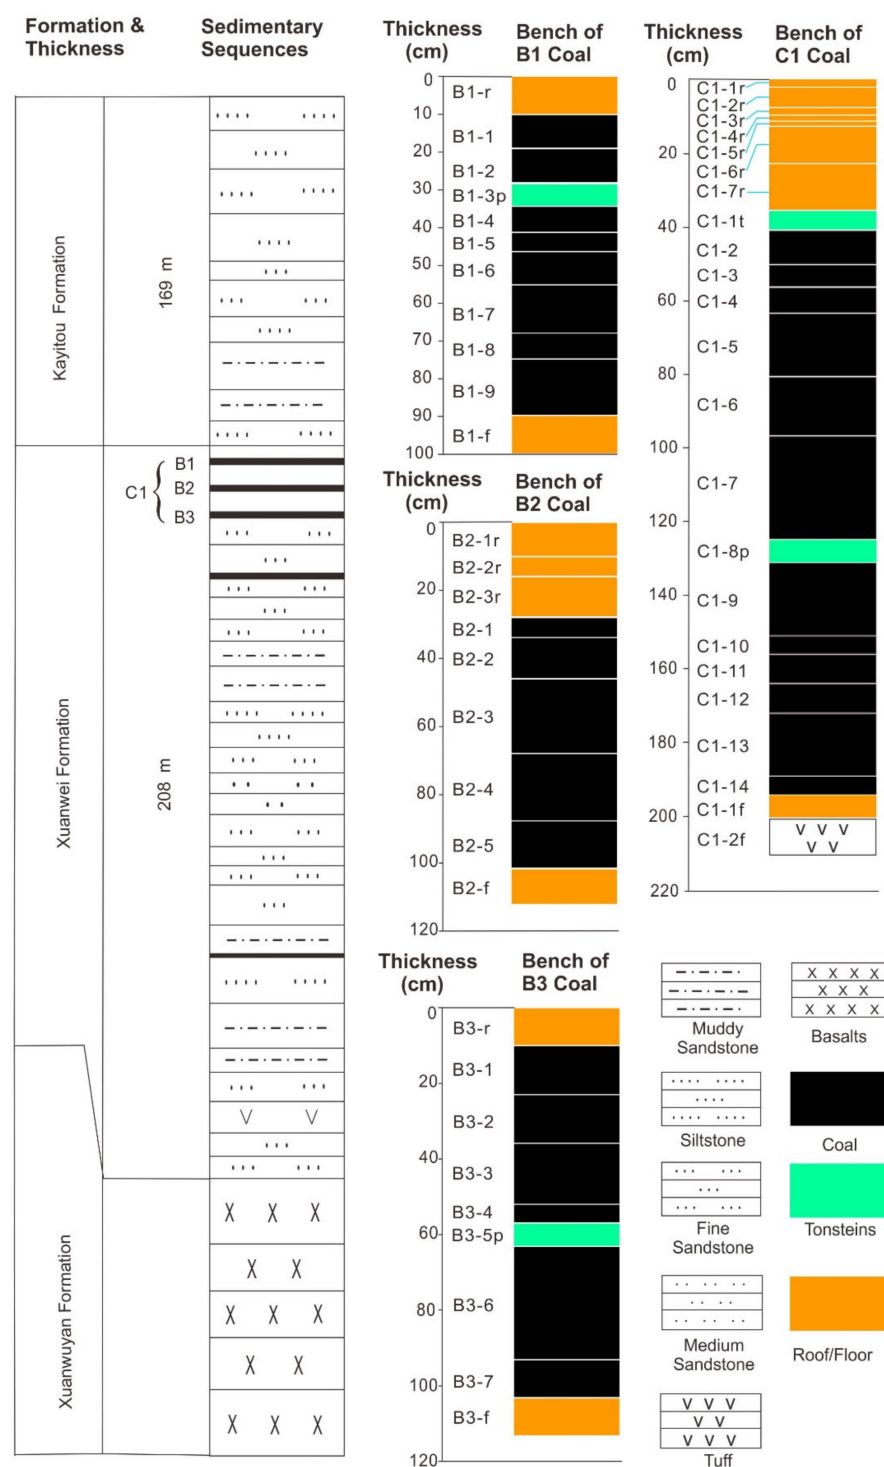 Formation &
Thickness
Sedimentary
Sequences
Kayitou Formation
169 m
C1
B1
B2
B3
Xuanwei Formation
208 m
Xuanwuyan Formation
Thickness
(cm)
Bench of
B1 Coal
0
10
20
30
40
50
60
70
80
90
100
B1-r
B1-1
B1-2
B1-3p
B1-4
B1-5
B1-6
B1-7
B1-8
B1-9
B1-f
Thickness
(cm)
Bench of
B2 Coal
0
20
40
60
80
100
120
B2-1r
B2-2r
B2-3r
B2-1
B2-2
B2-3
B2-4
B2-5
B2-f
Thickness
(cm)
Bench of
B3 Coal
0
20
40
60
80
100
120
B3-r
B3-1
B3-2
B3-3
B3-4
B3-5p
B3-6
B3-7
B3-f
Thickness
(cm)
Bench of
C1 Coal
0
20
40
60
80
100
120
140
160
180
200
220
C1-1r
C1-2r
C1-3r
C1-4r
C1-5r
C1-6r
C1-7r
C1-1t
C1-2
C1-3
C1-4
C1-5
C1-6
C1-7
C1-8p
C1-9
C1-10
C1-11
C1-12
C1-13
C1-14
C1-1f
C1-2f
Muddy
Sandstone
Basalts
Siltstone
Coal
Fine
Sandstone
Tonsteins
Medium
Sandstone
Roof/Floor
Tuff